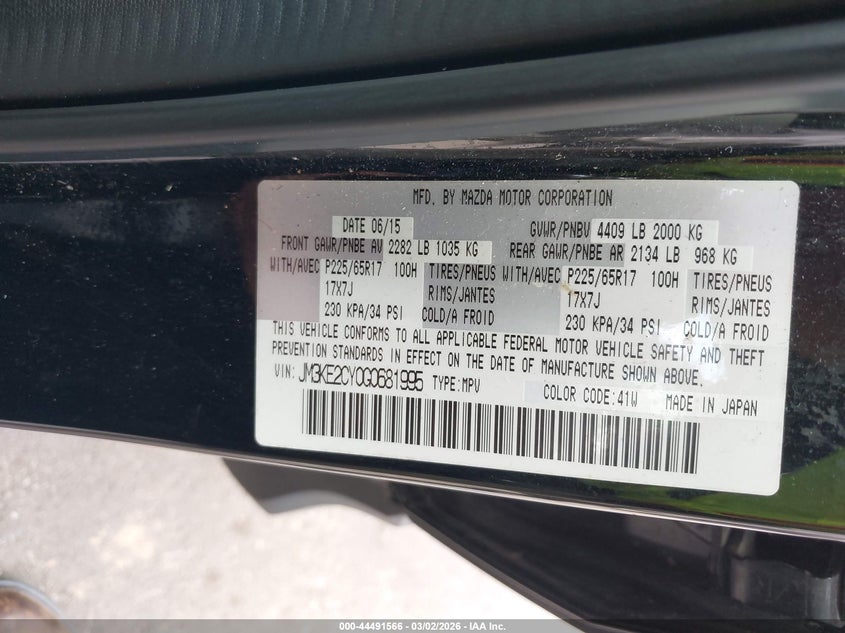 MFD. BY MAZDA MOTOR CORPORATION
DATE 06/15 GVWR/PNBV 4409 LB 2000 KG
FRONT GAWR/PNBE AV 2282 LB 1035 KG REAR GAWR/PNBE AR 2134 LB 968 KG
WITH/AVEC P225/65R17 100H TIRES/PNEUS WITH/AVEC P225/65R17 100H TIRES/PNEUS
17X7J RIMS/JANTES 17X7J RIMS/JANTES
230 KPA/34 PSI COLD/A FROID 230 KPA/34 PSI COLD/A FROID
THIS VEHICLE CONFORMS TO ALL APPLICABLE FEDERAL MOTOR VEHICLE SAFETY AND THEFT
PREVENTION STANDARDS IN EFFECT ON THE DATE OF MANUFACTURE SHOWN ABOVE.
VIN: JM3KE2CY0G0681995 TYPE:MPV COLOR CODE:41W MADE IN JAPAN
000-44491566 — 03/02/2026 — IAA Inc.